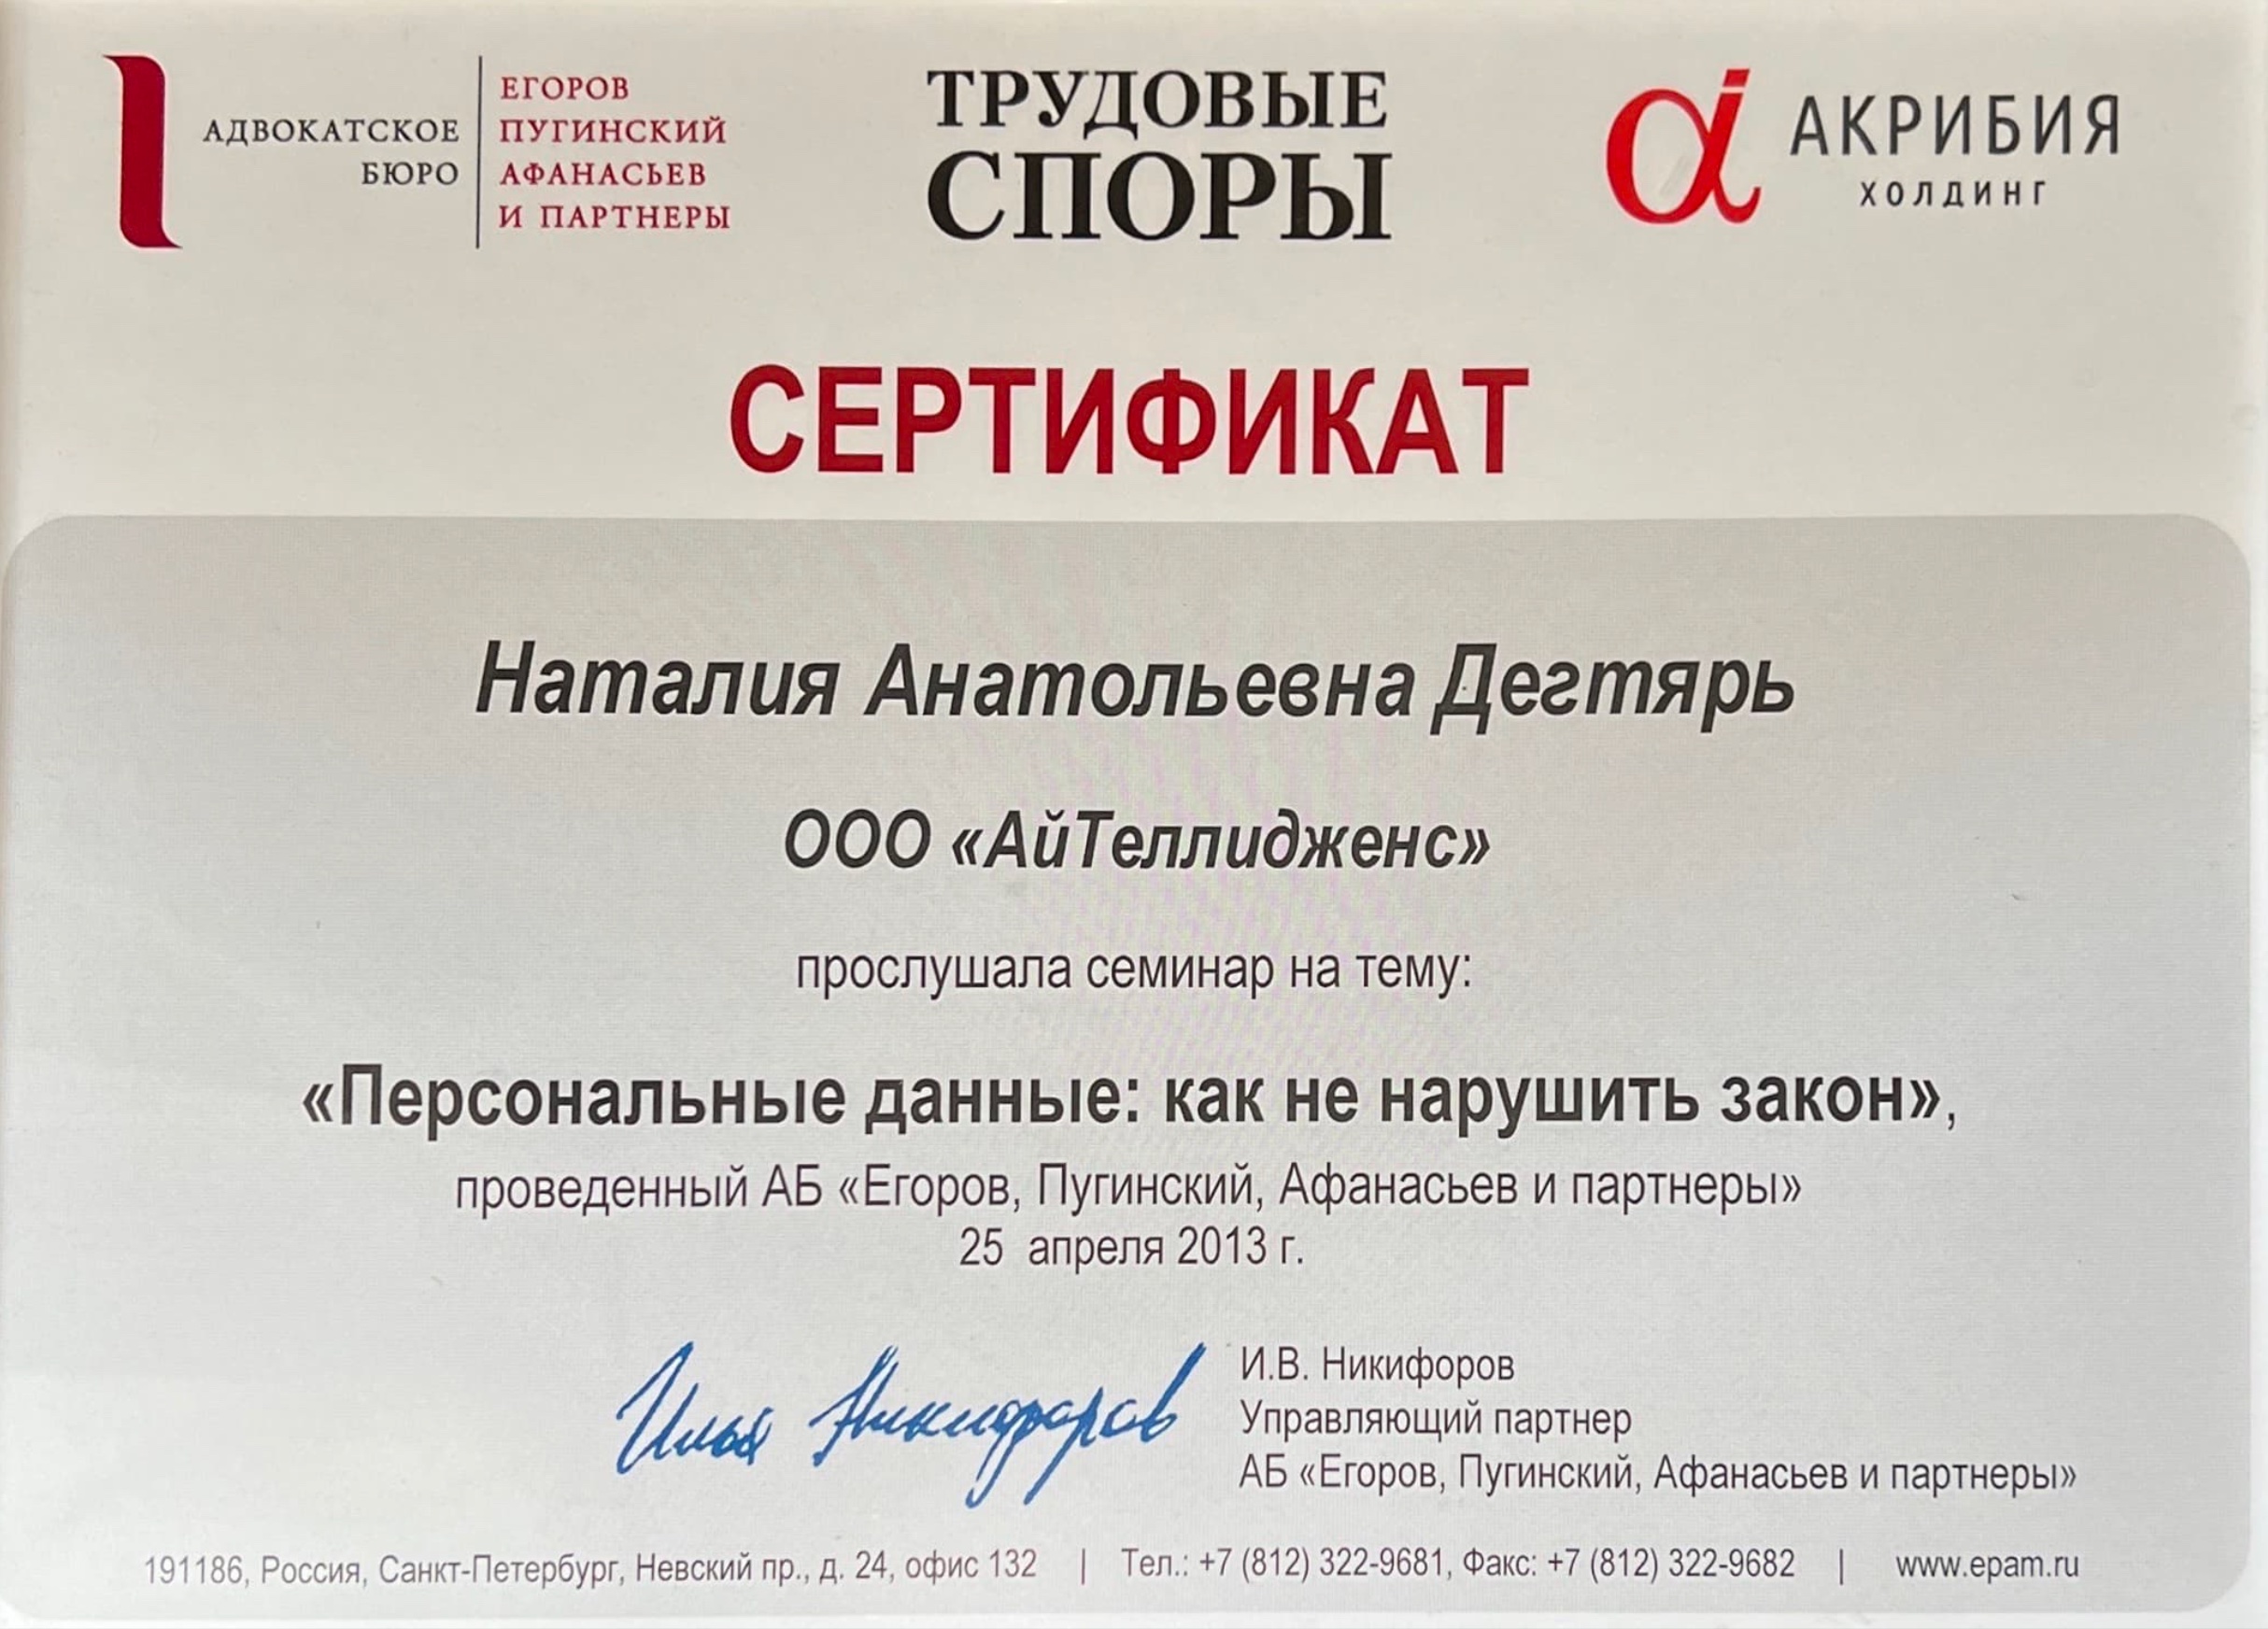 АДВОКАТСКОЕ
БЮРО
ЕГОРОВ
ПУГИНСКИЙ
АФАНАСЬЕВ
И ПАРТНЕРЫ
ТРУДОВЫЕ
СПОРЫ
АКРИБИЯ
ХОЛДИНГ
СЕРТИФИКАТ
Наталия Анатольевна Дегтярь
ООО «АйТеллидженс»
прослушала семинар на тему:
«Персональные данные: как не нарушить закон»,
проведенный АБ «Егоров, Пугинский, Афанасьев и партнеры»
25 апреля 2013 г.
Илья Никифоров
И.В. Никифоров
Управляющий партнер
АБ «Егоров, Пугинский, Афанасьев и партнеры»
191186, Россия, Санкт-Петербург, Невский пр., д. 24, офис 132 | Тел.: +7 (812) 322-9681, Факс: +7 (812) 322-9682 | www.epam.ru